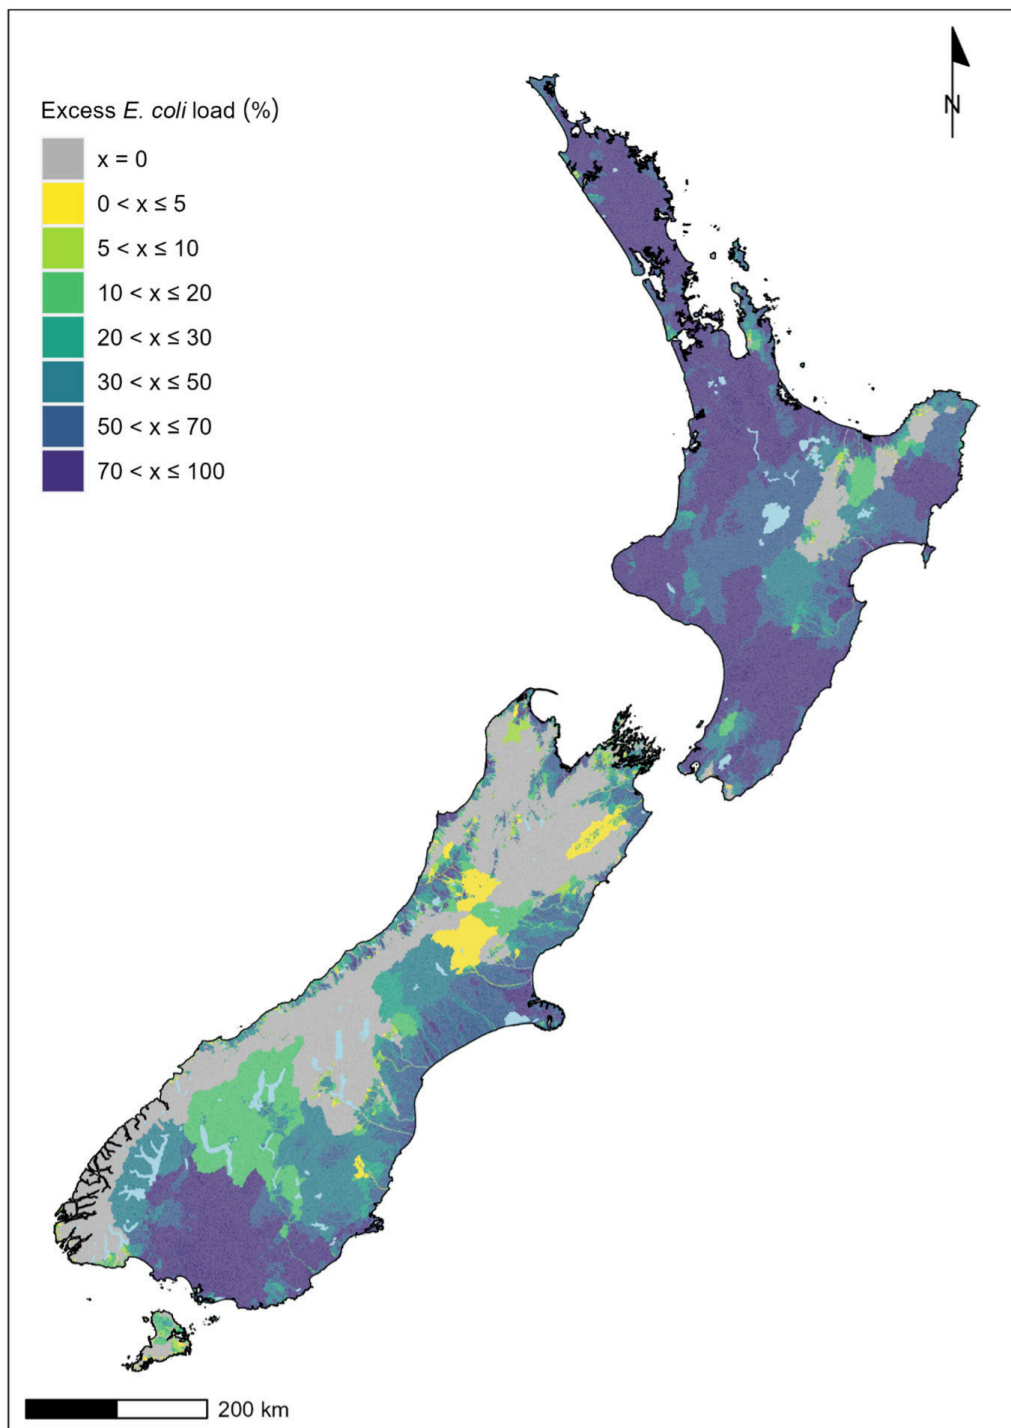 N
Excess E. coli load (%)
x = 0
0 < x ≤ 5
5 < x ≤ 10
10 < x ≤ 20
20 < x ≤ 30
30 < x ≤ 50
50 < x ≤ 70
70 < x ≤ 100
200 km